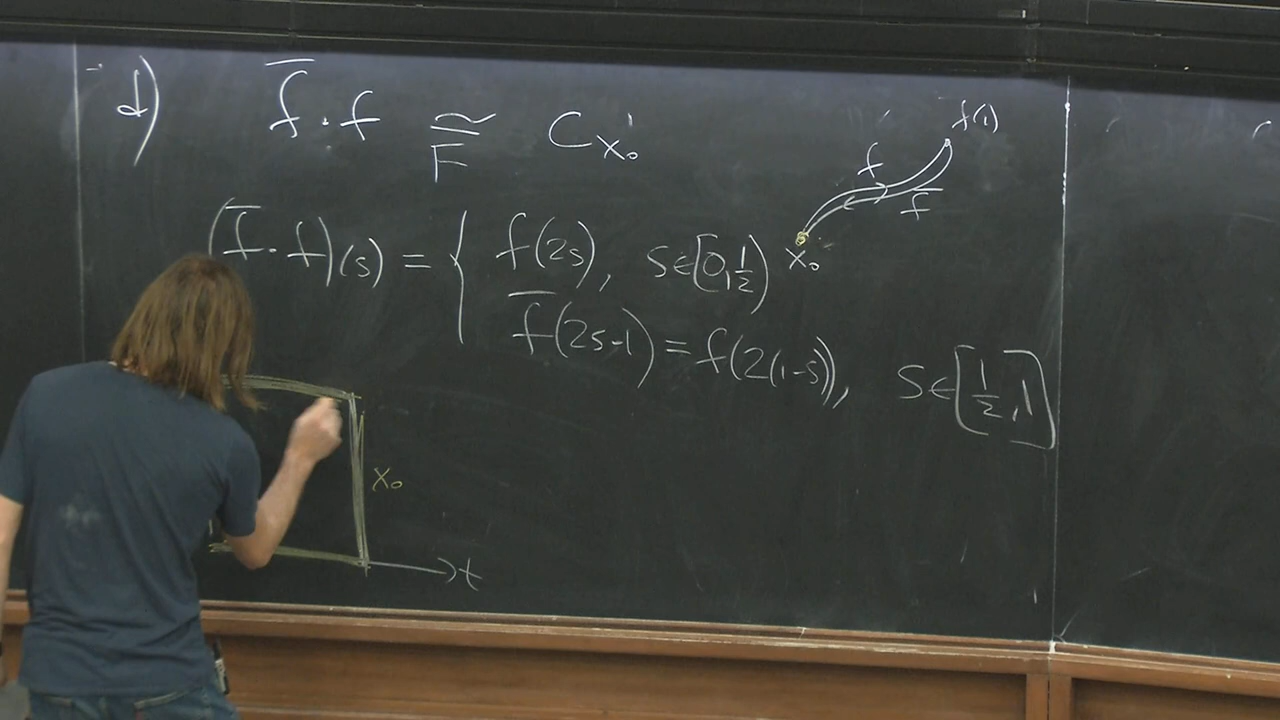 d) f̅ · f ≃ C_{x₀}
F
f(1)
f
f̅
x₀
(f̅ · f)(s) = { f(2s), s∈[0,½)
f̅(2s-1) = f(2(1-s)), s∈[½,1]
x₀
t